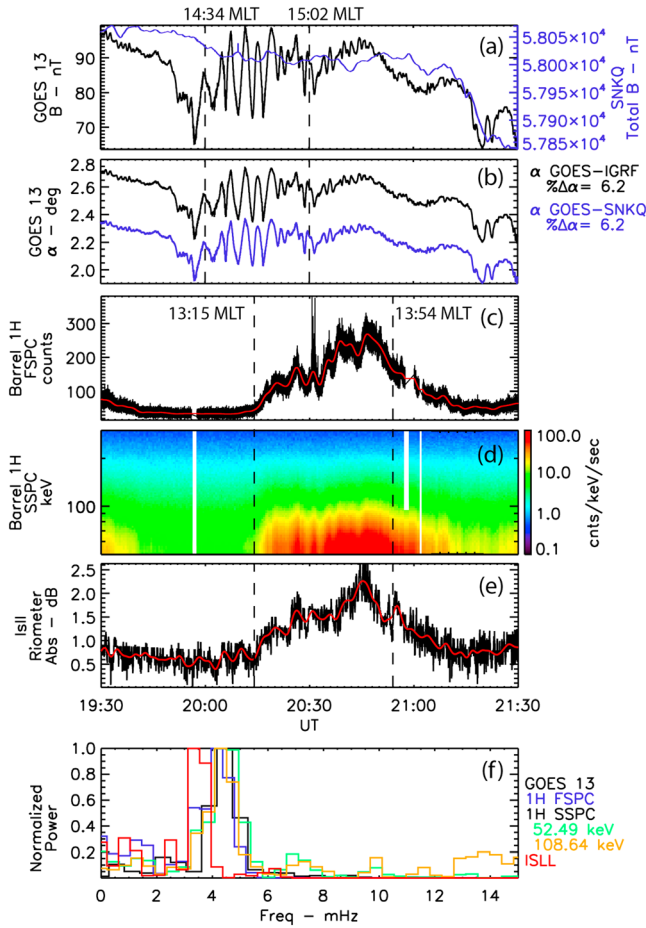 14:34 MLT 15:02 MLT
(a)
GOES 13
B - nT
90
80
70
5.805×10⁴
5.800×10⁴
5.795×10⁴
5.790×10⁴
5.785×10⁴
SNKQ
Total B - nT
(b)
GOES 13
α - deg
2.8
2.6
2.4
2.2
2.0
α GOES-IGRF
%Δα= 6.2
α GOES-SNKQ
%Δα= 6.2
13:15 MLT 13:54 MLT
(c)
Barrel 1H
FSPC
counts
300
200
100
(d)
Barrel 1H
SSPC
keV
100
100.0
10.0
1.0
0.1
cnts/keV/sec
(e)
IsII
Riometer
Abs - dB
2.5
2.0
1.5
1.0
0.5
19:30 20:00 20:30 21:00 21:30
UT
(f)
Normalized
Power
1.0
0.8
0.6
0.4
0.2
0 2 4 6 8 10 12 14
Freq - mHz
GOES 13
1H FSPC
1H SSPC
52.49 keV
108.64 keV
ISLL